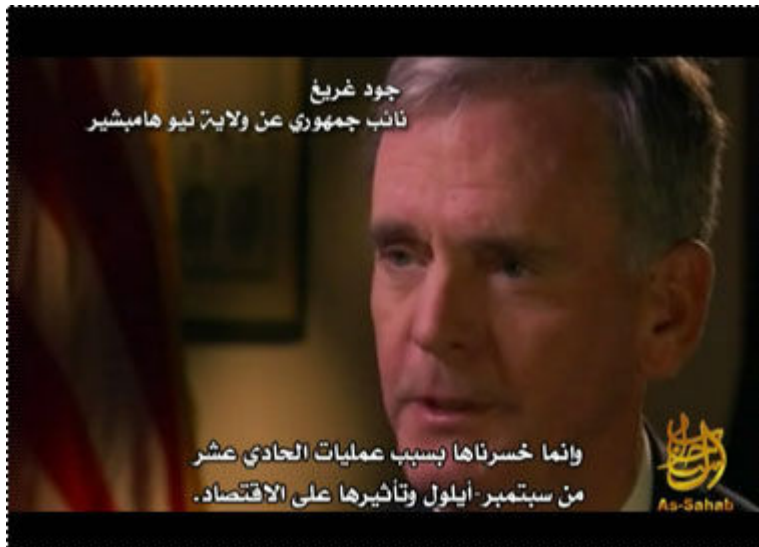 جود غريغ
نائب جمهوري عن ولاية نيو هامبشير
وانما خسرناها بسبب عمليات الحادي عشر
من سبتمبر-أيلول وتأثيرها على الاقتصاد.
As-Sahab